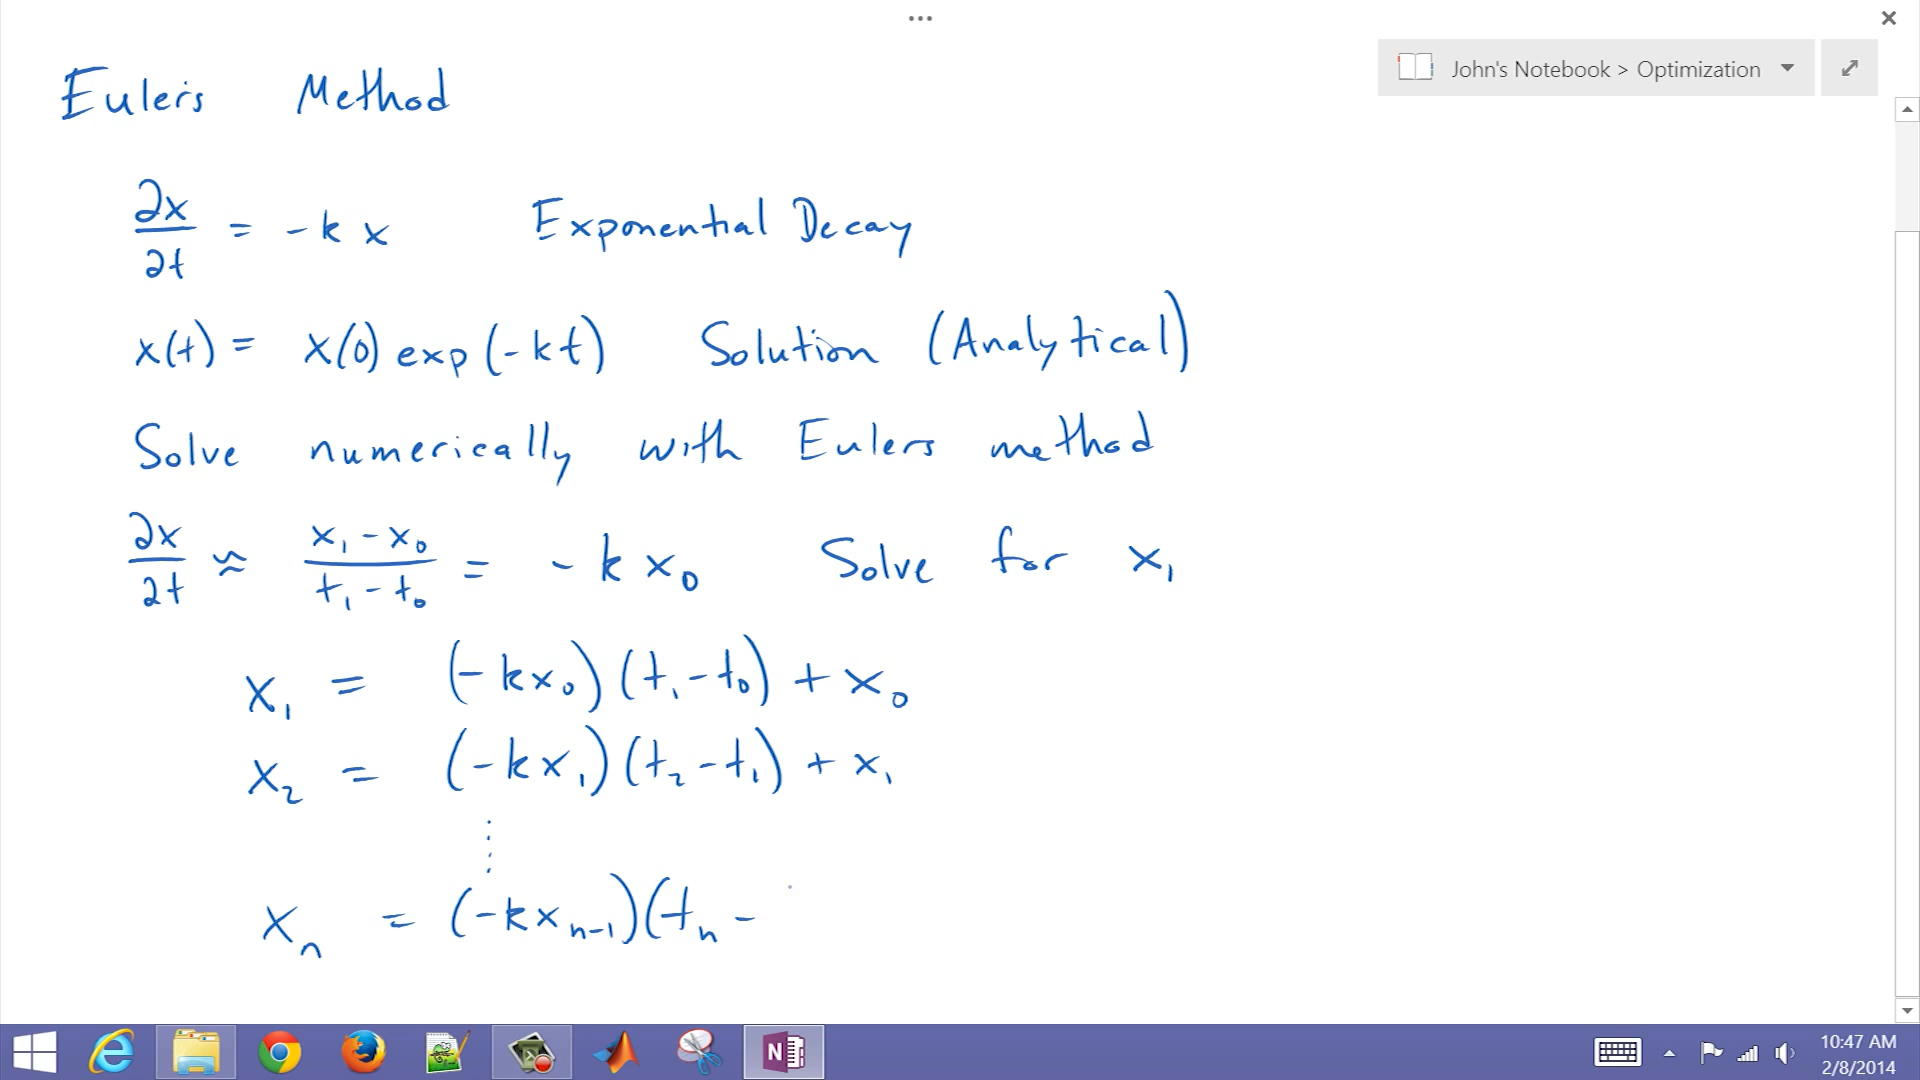 ...
John's Notebook > Optimization
Euler's Method
∂x/∂t = -k x Exponential Decay
x(t) = x(0) exp(-kt) Solution (Analytical)
Solve numerically with Eulers method
∂x/∂t ≈ (x₁ - x₀)/(t₁ - t₀) = -k x₀ Solve for x₁
x₁ = (-kx₀)(t₁-t₀) + x₀
x₂ = (-kx₁)(t₂-t₁) + x₁
⋮
xₙ = (-kxₙ₋₁)(tₙ -
10:47 AM
2/8/2014